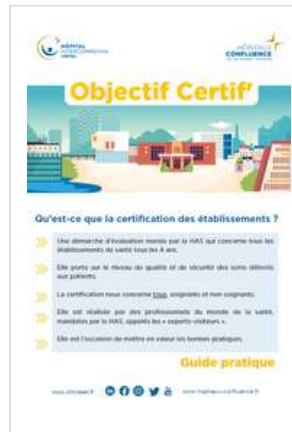 HÔPITAL
INTERCOMMUNAL
HÔPITAUX
CONFLUENCE
Objectif Certif'
Qu'est-ce que la certification des établissements ?
Une démarche d'évaluation menée par la HAS qui concerne tous les
établissements de santé tous les 4 ans.
Elle porte sur le niveau de qualité et de sécurité des soins délivrés
aux patients.
La certification nous concerne tous, soignants et non soignants.
Elle est réalisée par des professionnels du monde de la santé,
mandatés par la HAS, appelés les « experts-visiteurs ».
Elle est l'occasion de mettre en valeur les bonnes pratiques.
Guide pratique
www.hopitaux-confluence.fr